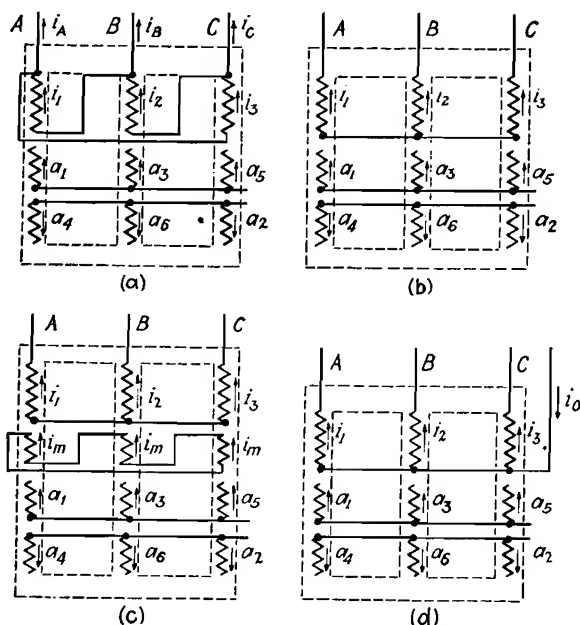 A i_A B i_B C i_C
i_1 i_2 i_3
a_1 a_3 a_5
a_4 a_6 a_2
(a)
A B C
i_1 i_2 i_3
a_1 a_3 a_5
a_4 a_6 a_2
(b)
A B C
i_1 i_2 i_3
i_m i_m i_m
a_1 a_3 a_5
a_4 a_6 a_2
(c)
A B C i_0
i_1 i_2 i_3
a_1 a_3 a_5
a_4 a_6 a_2
(d)